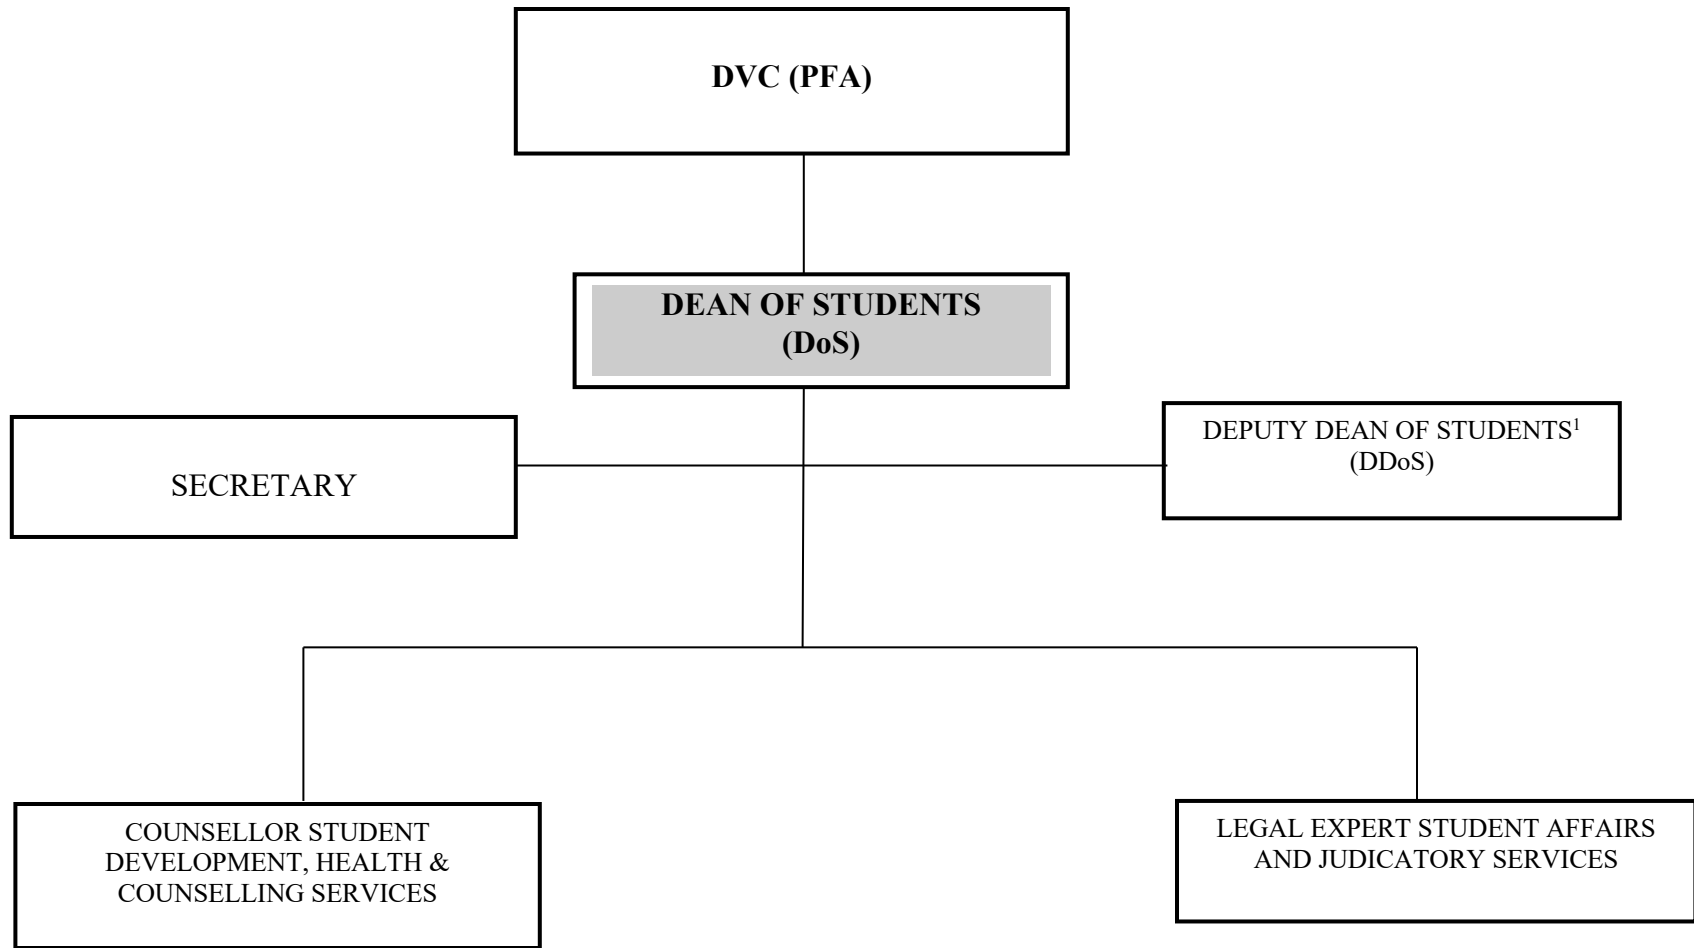 DVC (PFA)
DEAN OF STUDENTS
(DoS)
SECRETARY
DEPUTY DEAN OF STUDENTS¹
(DDoS)
COUNSELLOR STUDENT
DEVELOPMENT, HEALTH &
COUNSELLING SERVICES
LEGAL EXPERT STUDENT AFFAIRS
AND JUDICATORY SERVICES